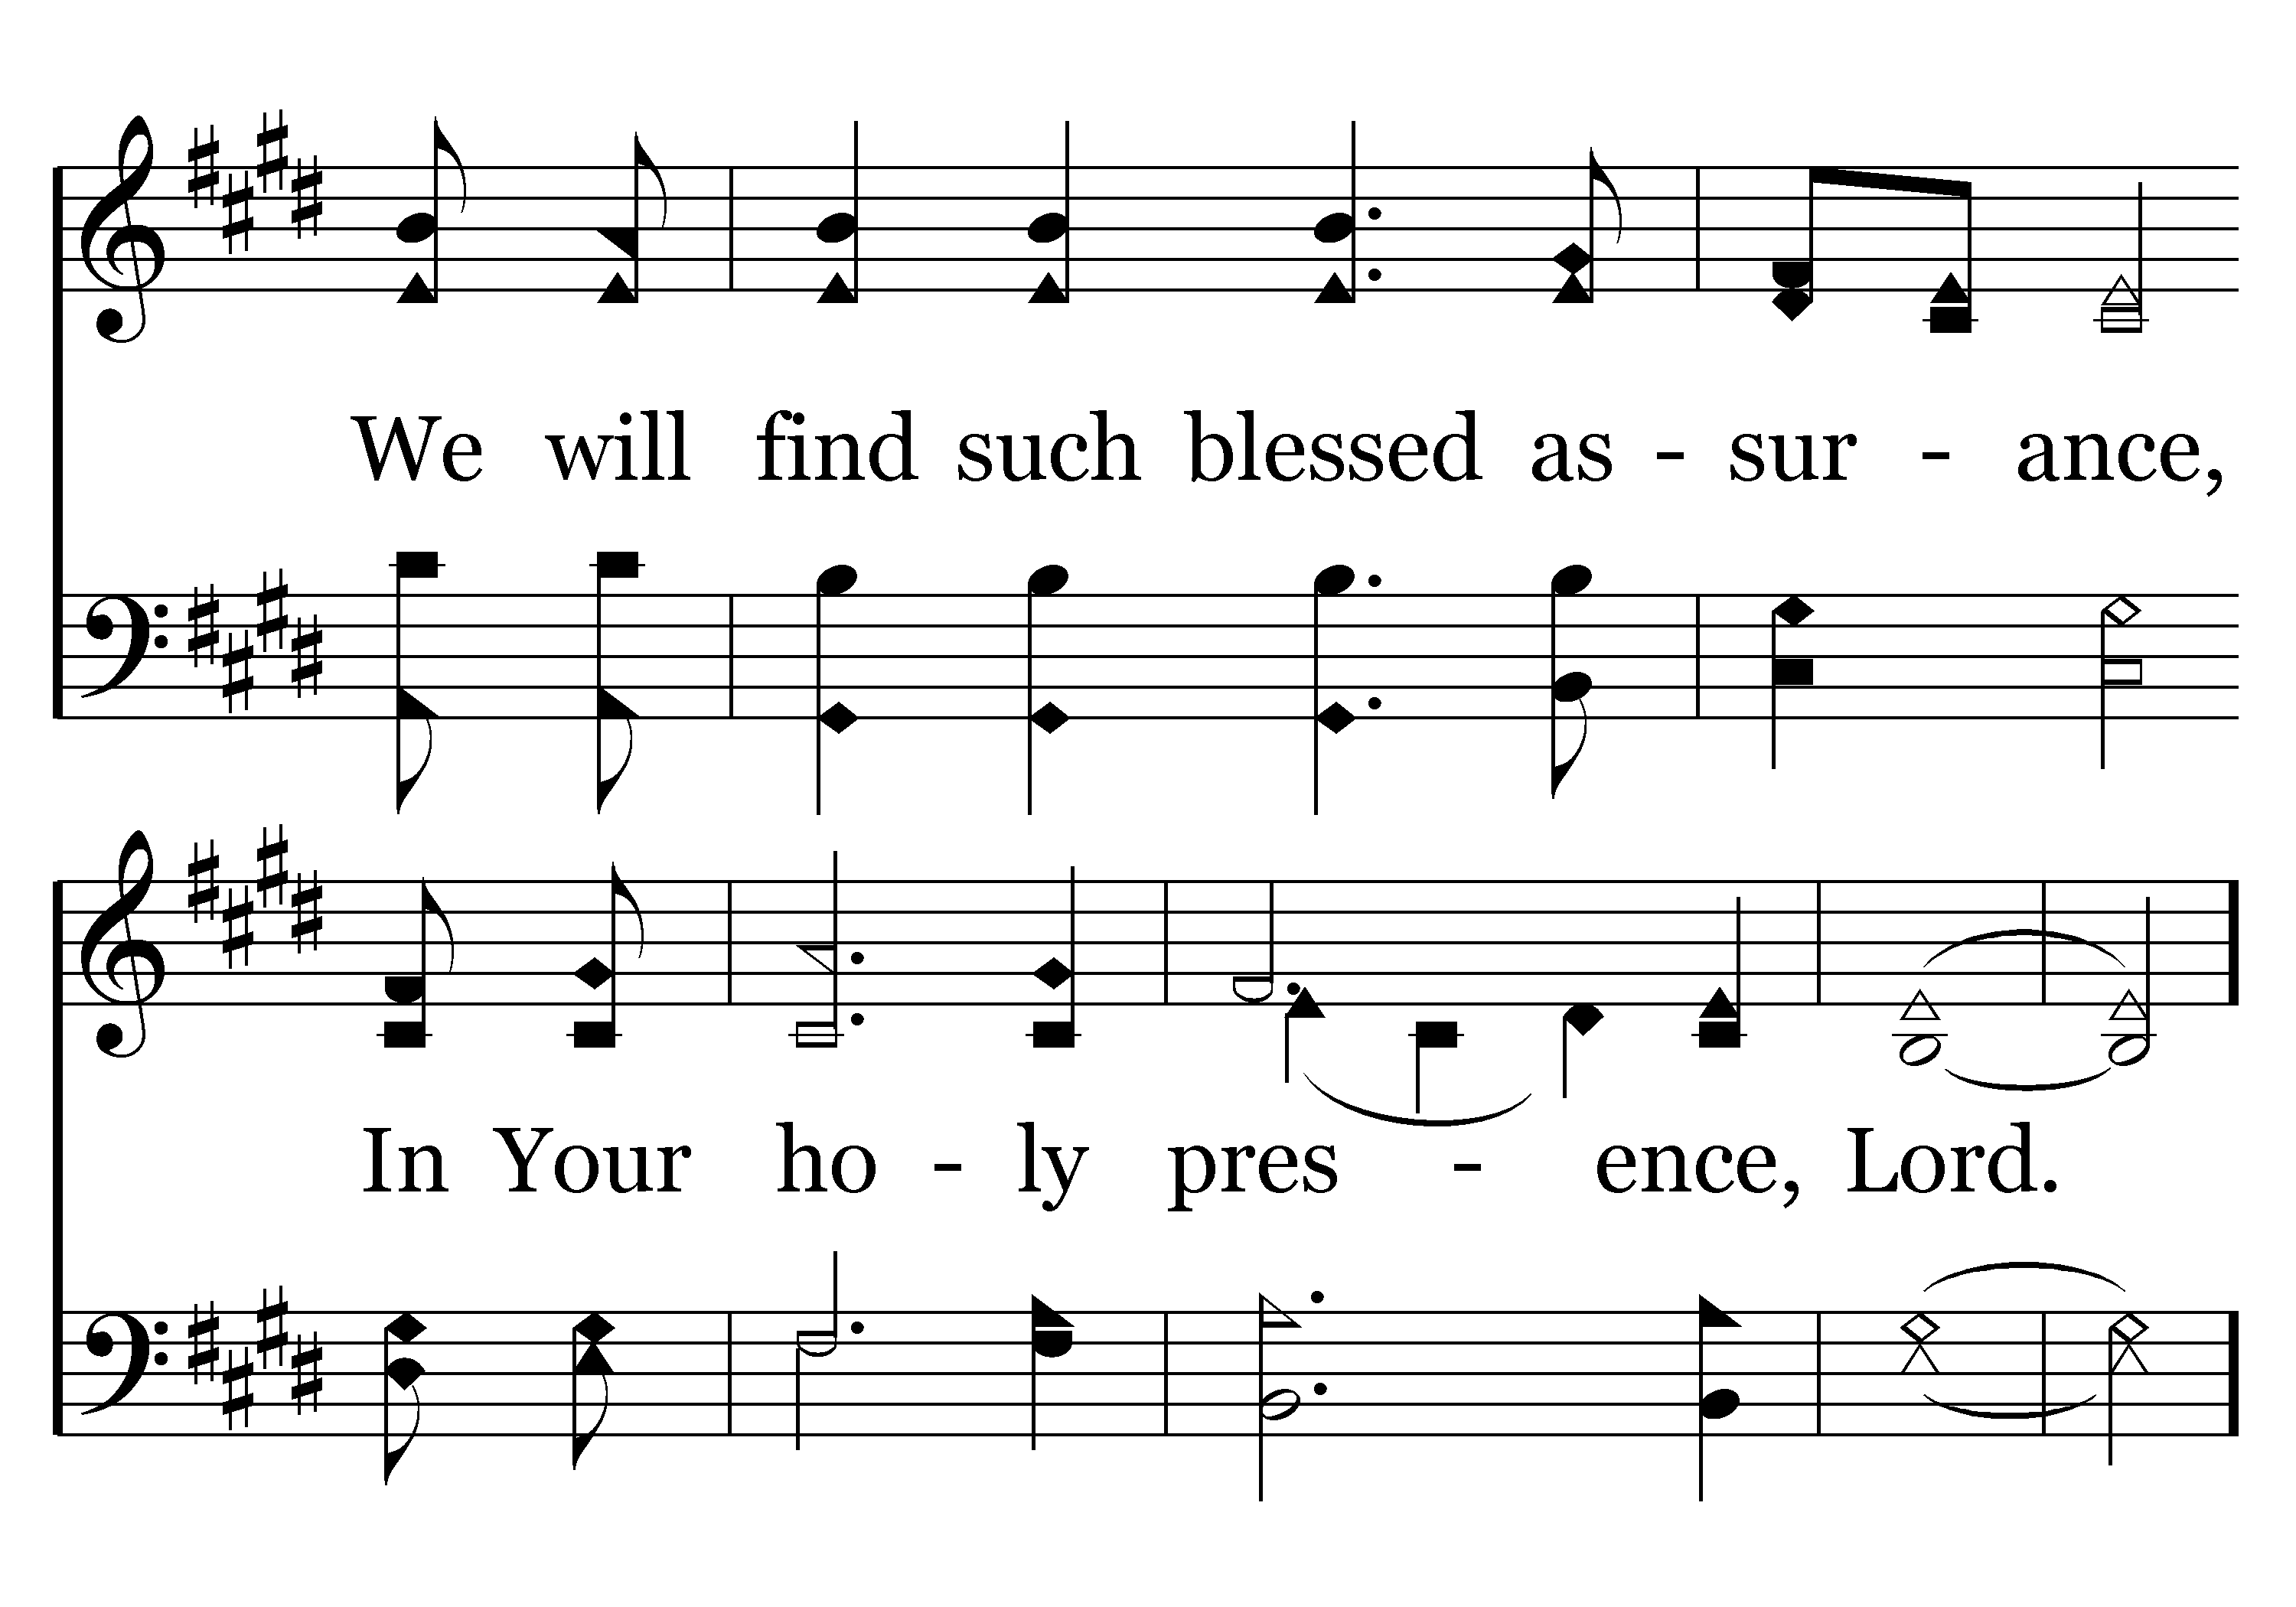 We will find such blessed as - sur - ance,
In Your ho - ly pres - ence, Lord.